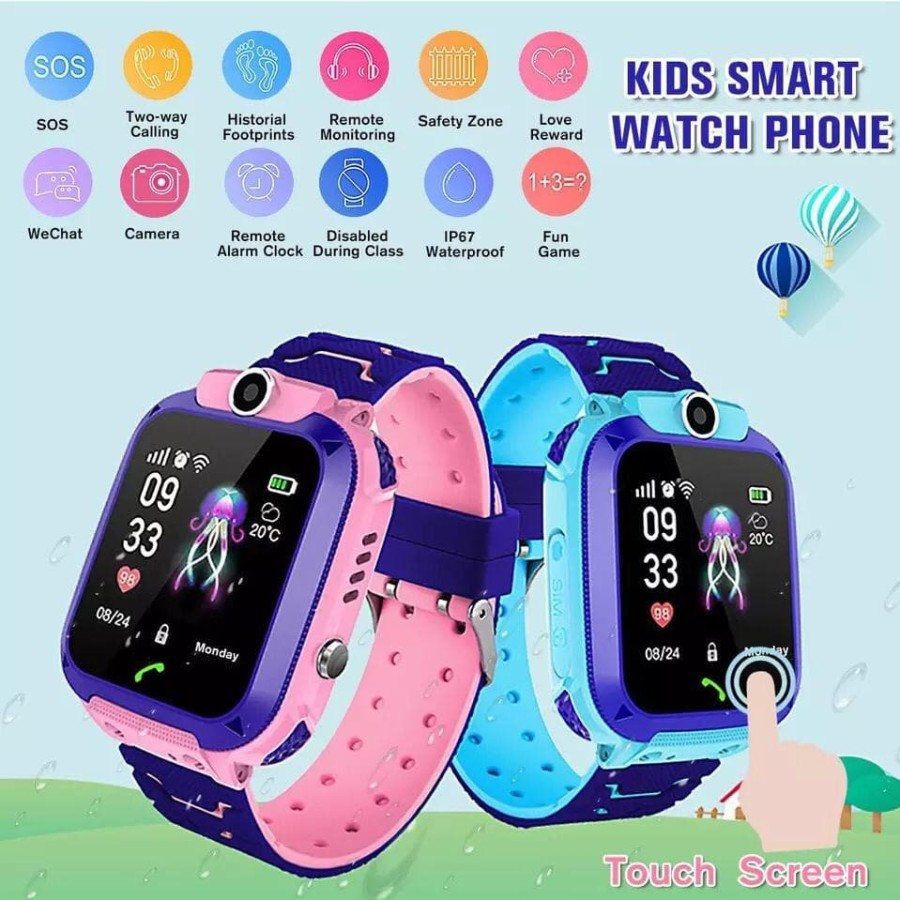 SOS
KIDS SMART
WATCH PHONE
SOS
Two-way
Calling
Historial
Footprints
Remote
Monitoring
Safety Zone
Love
Reward
1+3=?
WeChat
Camera
Remote
Alarm Clock
Disabled
During Class
IP67
Waterproof
Fun
Game
09
33
20°C
98
08/24
Monday
09
33
20°C
98
08/24
Monday
SIM
Touch Screen